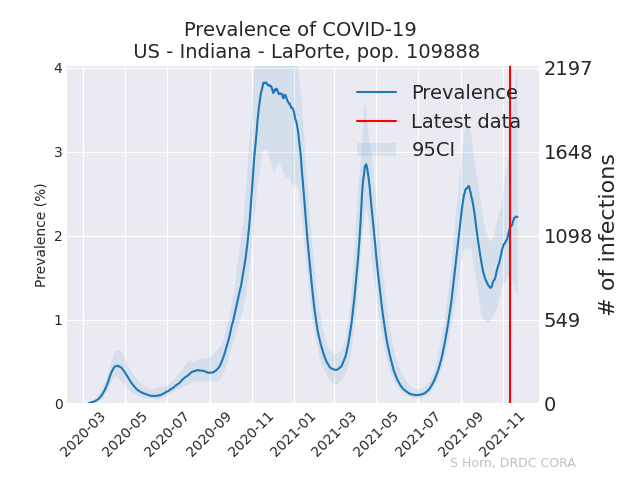 Prevalence of COVID-19
US - Indiana - LaPorte, pop. 109888
Prevalence (%)
4
3
2
1
0
Prevalence
Latest data
95CI
2197
1648
1098
549
0
# of infections
2020-03
2020-05
2020-07
2020-09
2020-11
2021-01
2021-03
2021-05
2021-07
2021-09
2021-11
S Horn, DRDC CORA